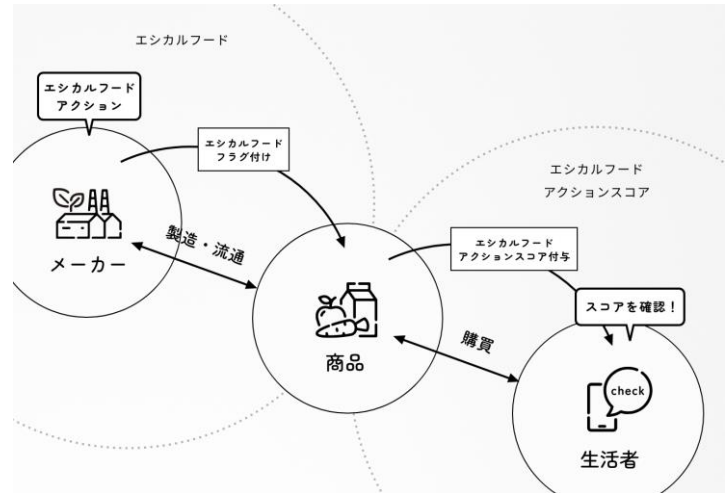 エシカルフード
エシカルフード
アクション
エシカルフード
フラグ付け
エシカルフード
アクションスコア
製造・流通
メーカー
エシカルフード
アクションスコア付与
スコアを確認！
購買
商品
check
生活者